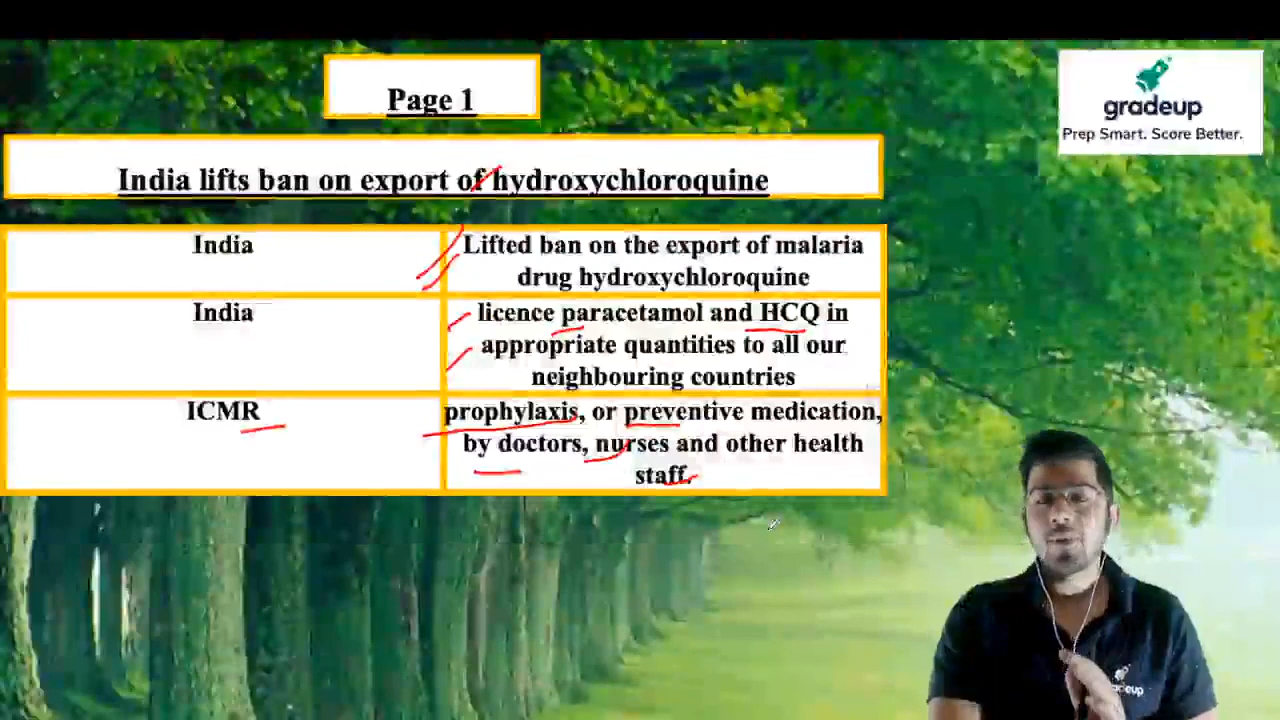 Page 1
gradeup
Prep Smart. Score Better.
India lifts ban on export of hydroxychloroquine
India
Lifted ban on the export of malaria
drug hydroxychloroquine
India
licence paracetamol and HCQ in
appropriate quantities to all our
neighbouring countries
ICMR
prophylaxis, or preventive medication,
by doctors, nurses and other health
staff.
gradeup